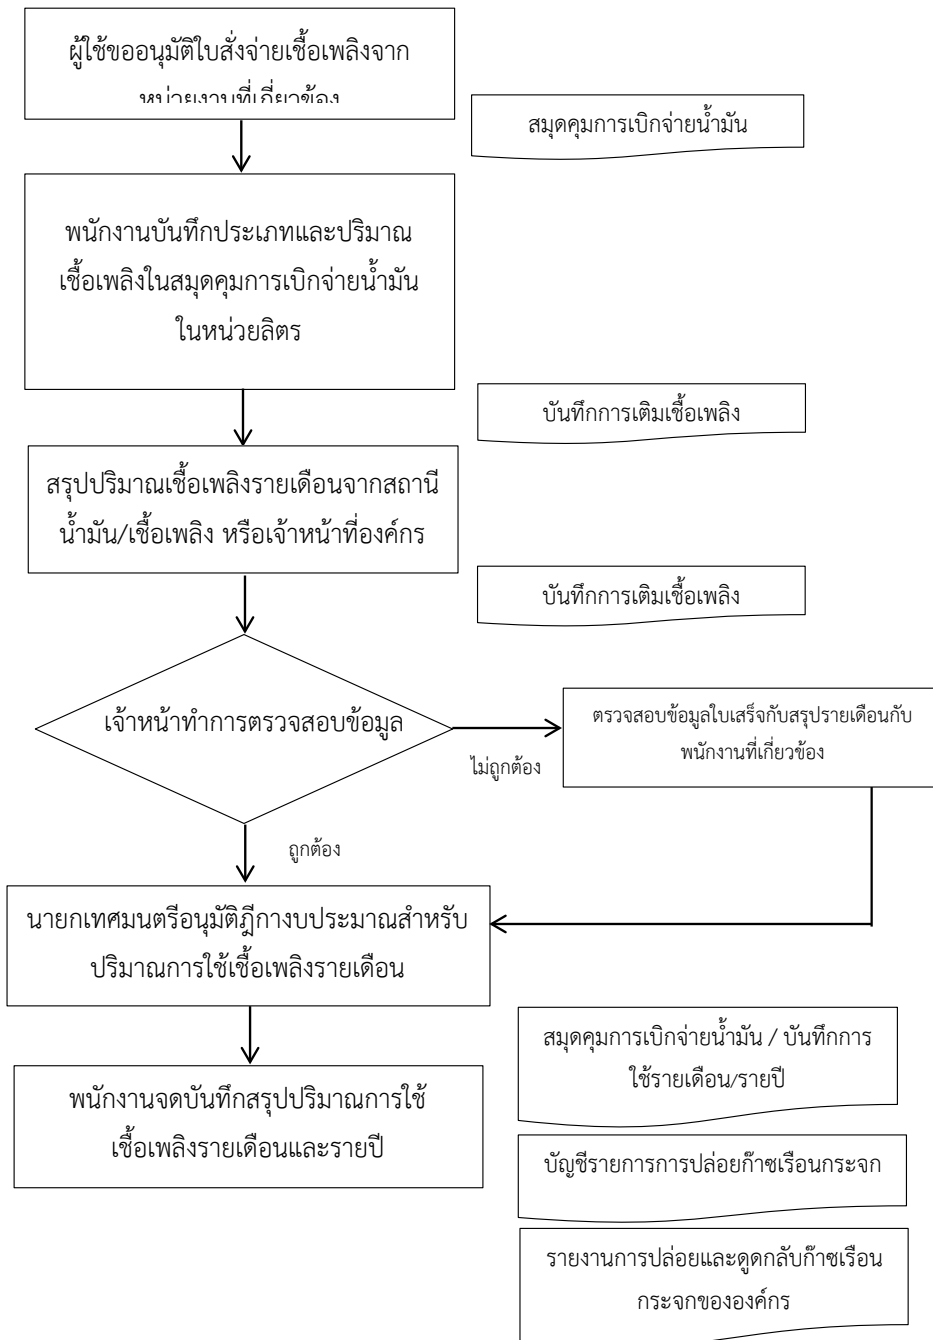 ผู้ใช้ขออนุมัติใบสั่งจ่ายเชื้อเพลิงจาก
หน่วยงานที่เกี่ยวข้อง
สมุดคุมการเบิกจ่ายน้ำมัน
พนักงานบันทึกประเภทและปริมาณ
เชื้อเพลิงในสมุดคุมการเบิกจ่ายน้ำมัน
ในหน่วยลิตร
บันทึกการเติมเชื้อเพลิง
สรุปปริมาณเชื้อเพลิงรายเดือนจากสถานี
น้ำมัน/เชื้อเพลิง หรือเจ้าหน้าที่องค์กร
บันทึกการเติมเชื้อเพลิง
เจ้าหน้าทำการตรวจสอบข้อมูล
ไม่ถูกต้อง
ตรวจสอบข้อมูลใบเสร็จกับสรุปรายเดือนกับ
พนักงานที่เกี่ยวข้อง
ถูกต้อง
นายกเทศมนตรีอนุมัติฎีกางบประมาณสำหรับ
ปริมาณการใช้เชื้อเพลิงรายเดือน
สมุดคุมการเบิกจ่ายน้ำมัน / บันทึกการ
ใช้รายเดือน/รายปี
พนักงานจดบันทึกสรุปปริมาณการใช้
เชื้อเพลิงรายเดือนและรายปี
บัญชีรายการการปล่อยก๊าซเรือนกระจก
รายงานการปล่อยและดูดกลับก๊าซเรือน
กระจกขององค์กร